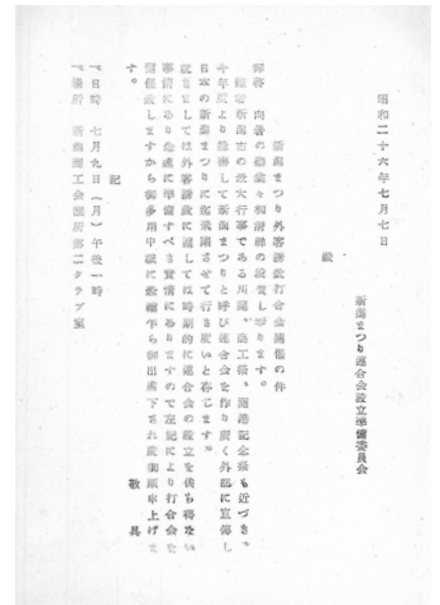 昭和二十六年七月七日
新潟まつり連合会設立準備委員会
殿
新潟まつり外客誘致打合会開催の件
拝啓 向暑の候益々御清祥の段賀し奉ります。
陳者新潟市の最大行事である川開、商工祭、開港記念祭も近づき、
今年度より総称して新潟まつりと呼び連合会を作り広く外部に宣伝し
日本の新潟まつりに迄飛躍させて行き度いと存じます。
就きましては外客誘致に関しては時期的に連合会の設立を俟ち得ない
事情にあり急速に準備すべき実情にありますので左記により打合会を
開催致しますから御多用中誠に恐縮乍ら御出席下され度御願申上げま
す。
敬具
記
一、日時 七月九日(月)午後一時
一、場所 新潟商工会議所第二クラブ室